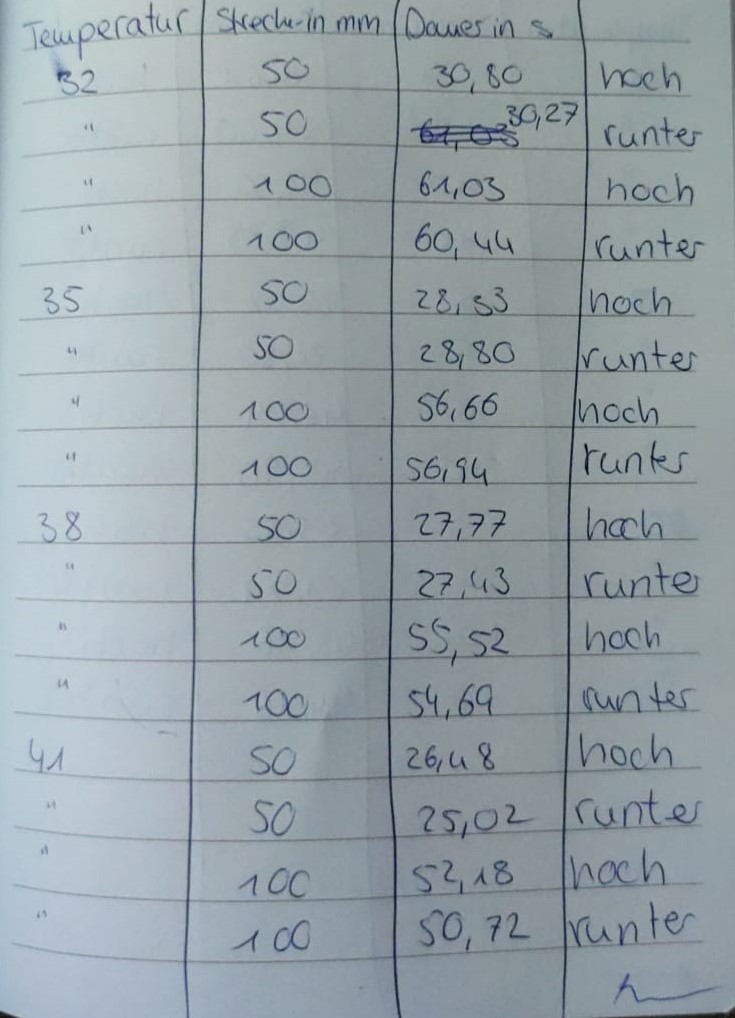 Temperatur Strecke in mm Dauer in s
32 50 30,80 hoch
" 50 61,03 30,27 runter
" 100 61,03 hoch
" 100 60,44 runter
35 50 28,53 hoch
" 50 28,80 runter
" 100 56,66 hoch
" 100 56,94 runter
38 50 27,77 hoch
" 50 27,43 runter
" 100 55,52 hoch
" 100 54,69 runter
41 50 26,48 hoch
" 50 25,02 runter
" 100 52,18 hoch
" 100 50,72 runter